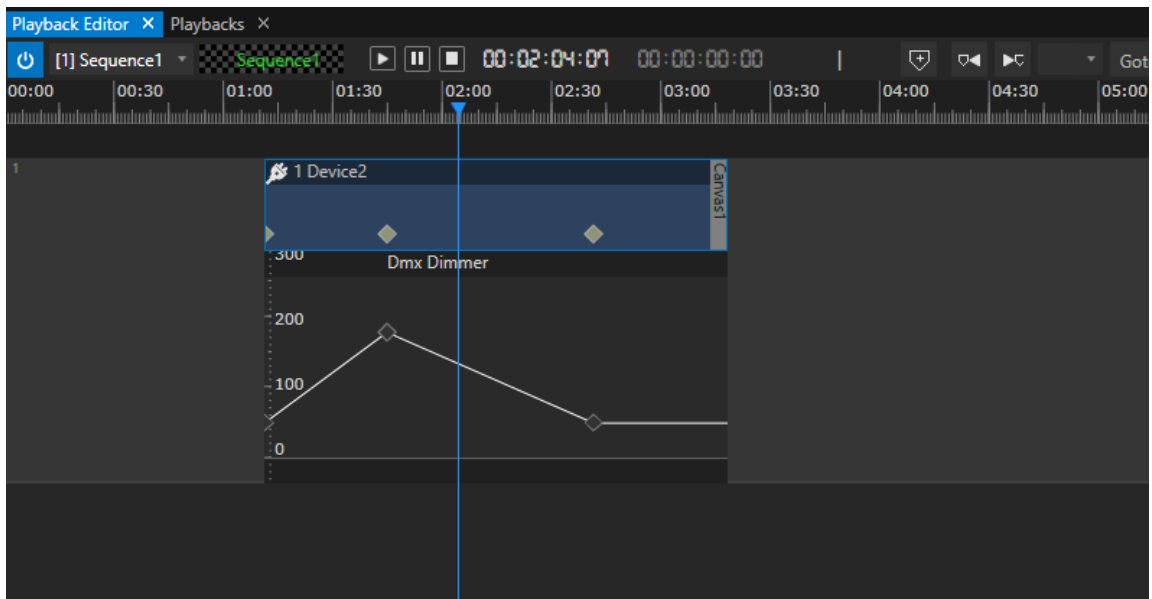 Playback Editor × Playbacks ×
[1] Sequence1 Sequence1 00:02:04:07 00:00:00:00 Got
00:00 00:30 01:00 01:30 02:00 02:30 03:00 03:30 04:00 04:30 05:00
1
1 Device2
Canvas1
300
Dmx Dimmer
200
100
0